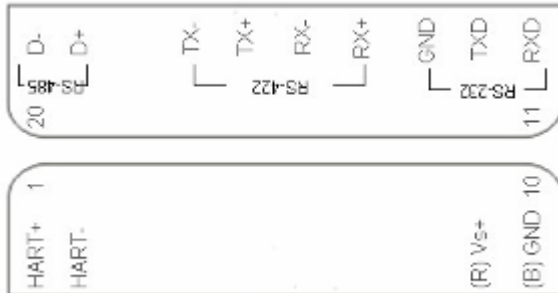 D- D+ TX- TX+ RX- RX+ GND TXD RXD
RS-485 RS-422 RS-232
20 11
1 10
HART+ HART- (R) Vs+ (B) GND